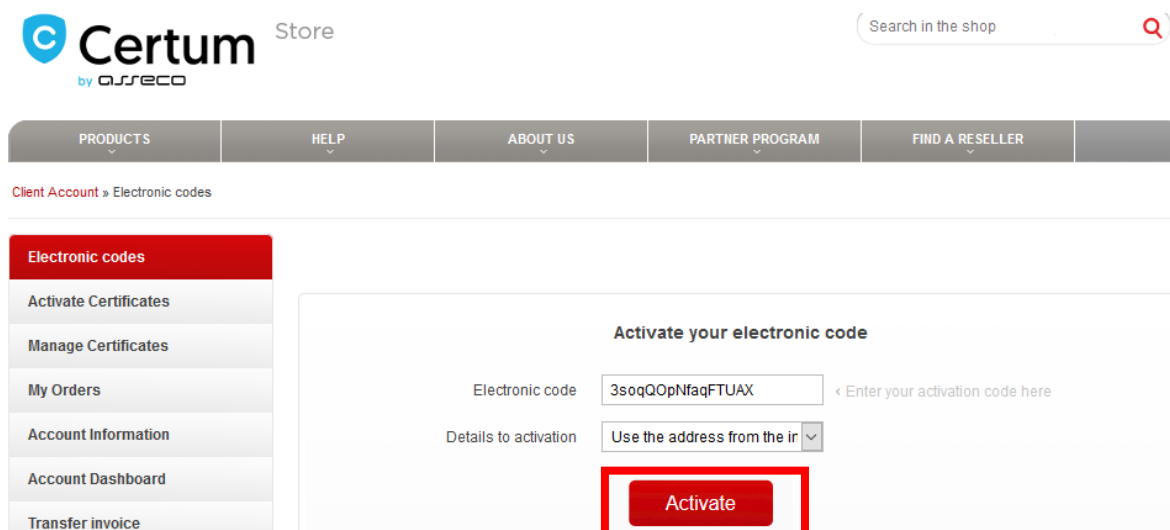 Certum Store
by asseco
Search in the shop
PRODUCTS HELP ABOUT US PARTNER PROGRAM FIND A RESELLER
Client Account » Electronic codes
Electronic codes
Activate Certificates
Manage Certificates
My Orders
Account Information
Account Dashboard
Transfer invoice
Activate your electronic code
Electronic code 3soqQOpNfaqFTUAX ‹ Enter your activation code here
Details to activation Use the address from the in
Activate